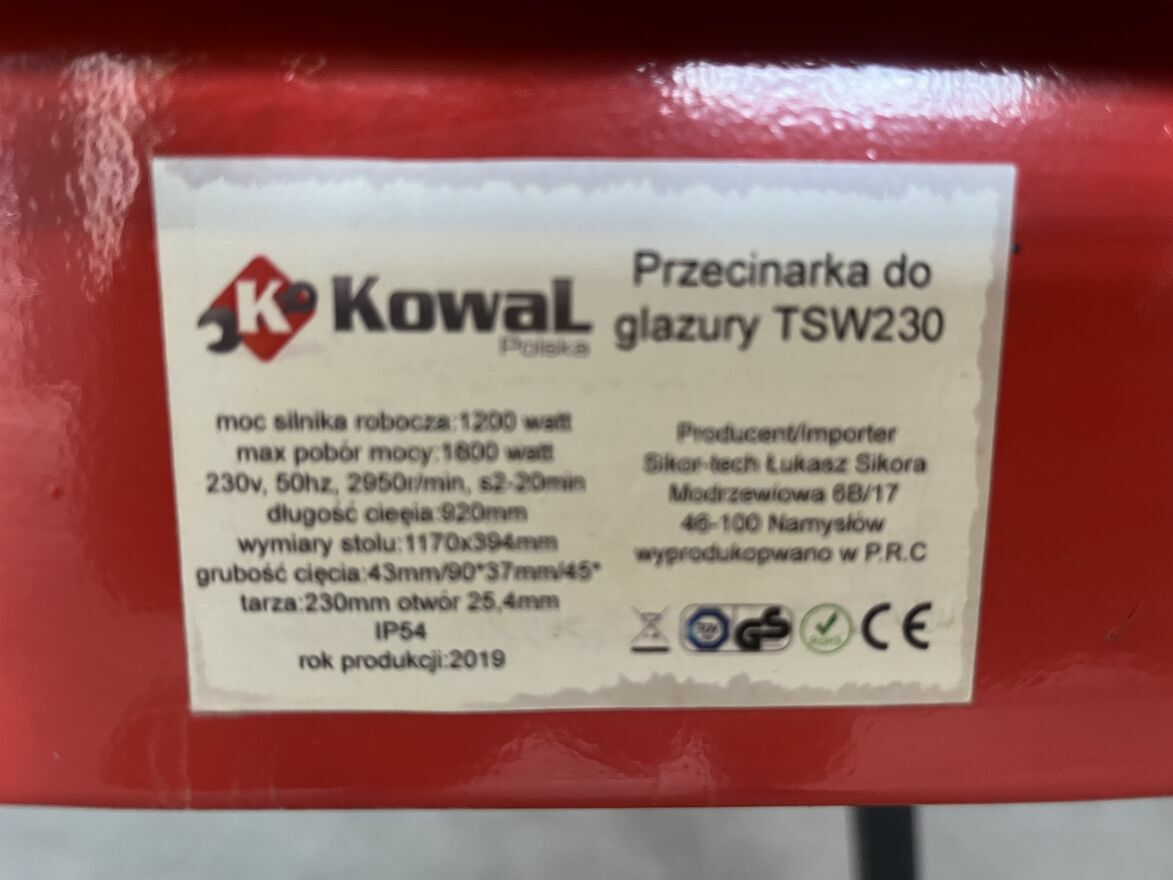 K
KowaL
Polska
Przecinarka do
glazury TSW230
moc silnika robocza:1200 watt
max pobór mocy:1800 watt
230v, 50hz, 2950r/min, s2-20min
długość cięcia:920mm
wymiary stolu:1170x394mm
grubość cięcia:43mm/90*37mm/45*
tarza:230mm otwór 25,4mm
IP54
rok produkcji:2019
Producent/Importer
Sikor-tech Łukasz Sikora
Modrzewiowa 6B/17
46-100 Namysłów
wyprodukopwano w P.R.C
TÜV GS RoHS CE